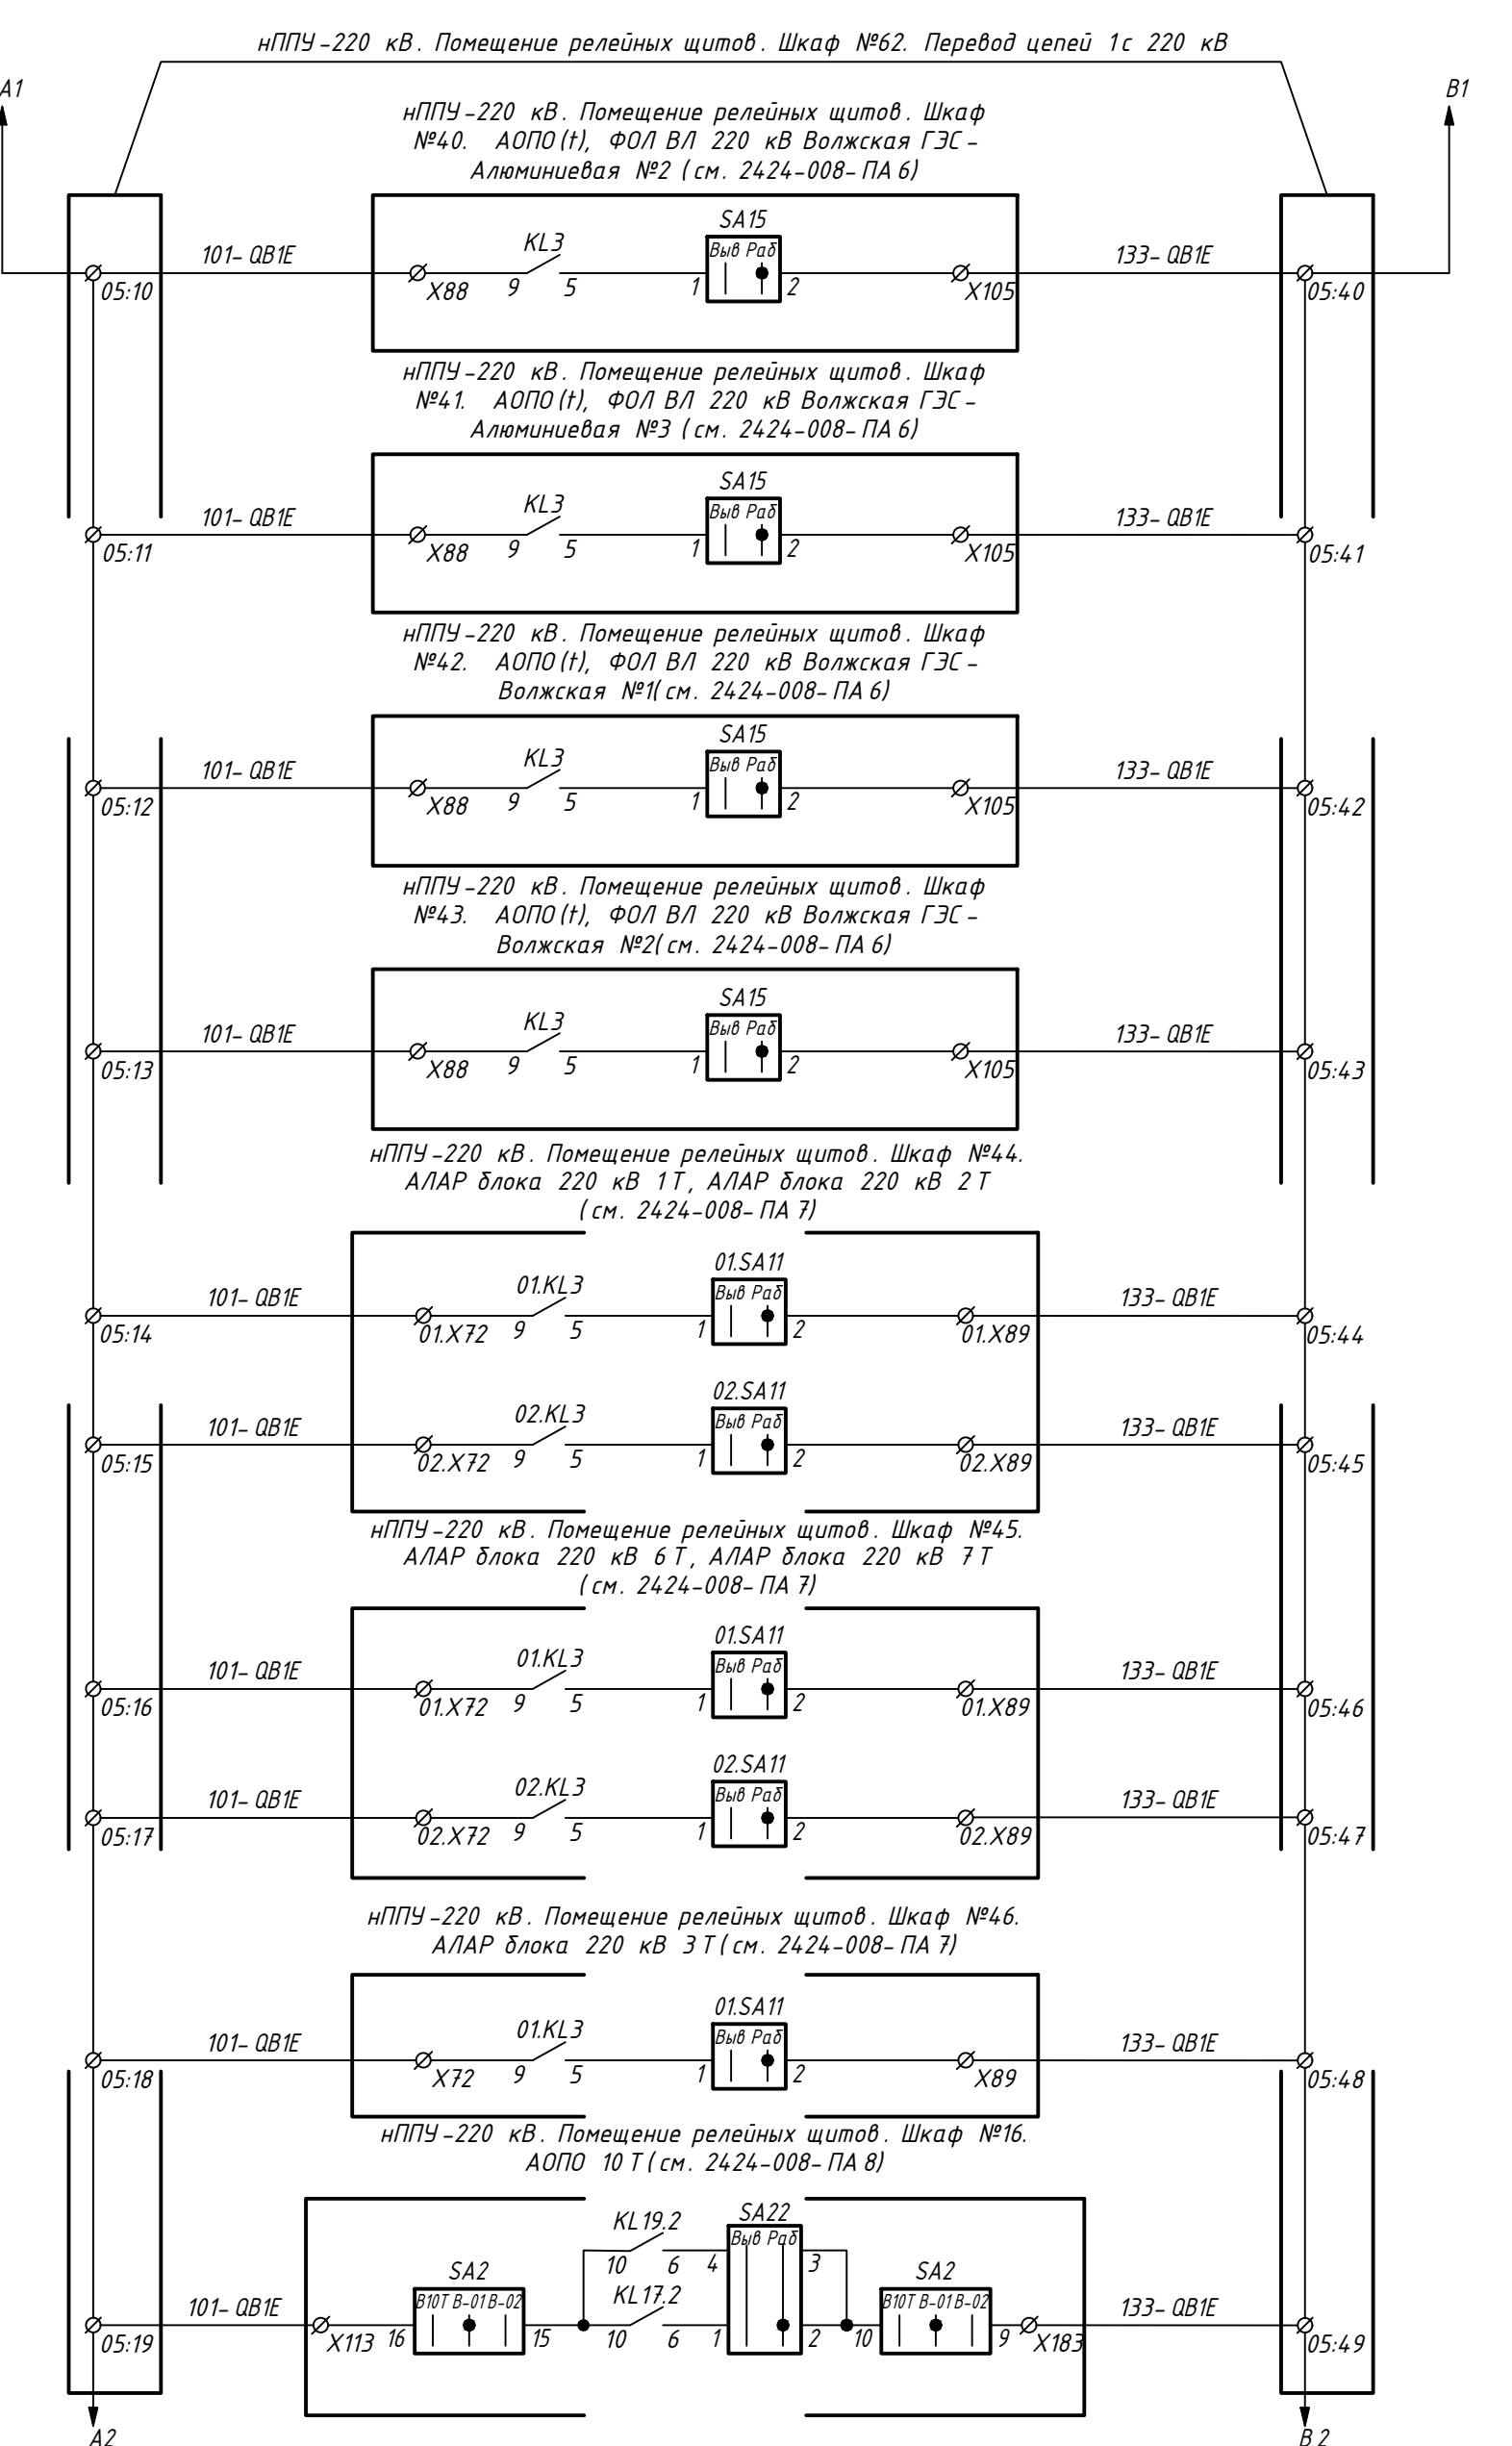 нППУ-220 кВ. Помещение релейных щитов. Шкаф №62. Перевод цепей 1с 220 кВ
А1
В1
нППУ-220 кВ. Помещение релейных щитов. Шкаф
№40. АОПО(t), ФОЛ ВЛ 220 кВ Волжская ГЭС-
Алюминиевая №2 (см. 2424-008-ПА6)
SA15
101-QB1E
KL3
Выв Раб
133-QB1E
05:10
X88
9
5
1
2
X105
05:40
нППУ-220 кВ. Помещение релейных щитов. Шкаф
№41. АОПО(t), ФОЛ ВЛ 220 кВ Волжская ГЭС-
Алюминиевая №3 (см. 2424-008-ПА6)
SA15
101-QB1E
KL3
Выв Раб
133-QB1E
05:11
X88
9
5
1
2
X105
05:41
нППУ-220 кВ. Помещение релейных щитов. Шкаф
№42. АОПО(t), ФОЛ ВЛ 220 кВ Волжская ГЭС-
Волжская №1(см. 2424-008-ПА6)
SA15
101-QB1E
KL3
Выв Раб
133-QB1E
05:12
X88
9
5
1
2
X105
05:42
нППУ-220 кВ. Помещение релейных щитов. Шкаф
№43. АОПО(t), ФОЛ ВЛ 220 кВ Волжская ГЭС-
Волжская №2(см. 2424-008-ПА6)
SA15
101-QB1E
KL3
Выв Раб
133-QB1E
05:13
X88
9
5
1
2
X105
05:43
нППУ-220 кВ. Помещение релейных щитов. Шкаф №44.
АЛАР блока 220 кВ 1Т, АЛАР блока 220 кВ 2Т
(см. 2424-008-ПА7)
01.SA11
101-QB1E
01.KL3
Выв Раб
133-QB1E
05:14
01.X72
9
5
1
2
01.X89
05:44
02.SA11
101-QB1E
02.KL3
Выв Раб
133-QB1E
05:15
02.X72
9
5
1
2
02.X89
05:45
нППУ-220 кВ. Помещение релейных щитов. Шкаф №45.
АЛАР блока 220 кВ 6Т, АЛАР блока 220 кВ 7Т
(см. 2424-008-ПА7)
01.SA11
101-QB1E
01.KL3
Выв Раб
133-QB1E
05:16
01.X72
9
5
1
2
01.X89
05:46
02.SA11
101-QB1E
02.KL3
Выв Раб
133-QB1E
05:17
02.X72
9
5
1
2
02.X89
05:47
нППУ-220 кВ. Помещение релейных щитов. Шкаф №46.
АЛАР блока 220 кВ 3Т(см. 2424-008-ПА7)
01.SA11
101-QB1E
01.KL3
Выв Раб
133-QB1E
05:18
X72
9
5
1
2
X89
05:48
нППУ-220 кВ. Помещение релейных щитов. Шкаф №16.
АОПО 10Т(см. 2424-008-ПА8)
SA22
KL19.2
Выв Раб
10
6
4
3
SA2
KL17.2
SA2
101-QB1E
В10Т В-01 В-02
В10Т В-01 В-02
133-QB1E
05:19
X113
16
15
10
6
1
2
10
9
X183
05:49
А2
В2